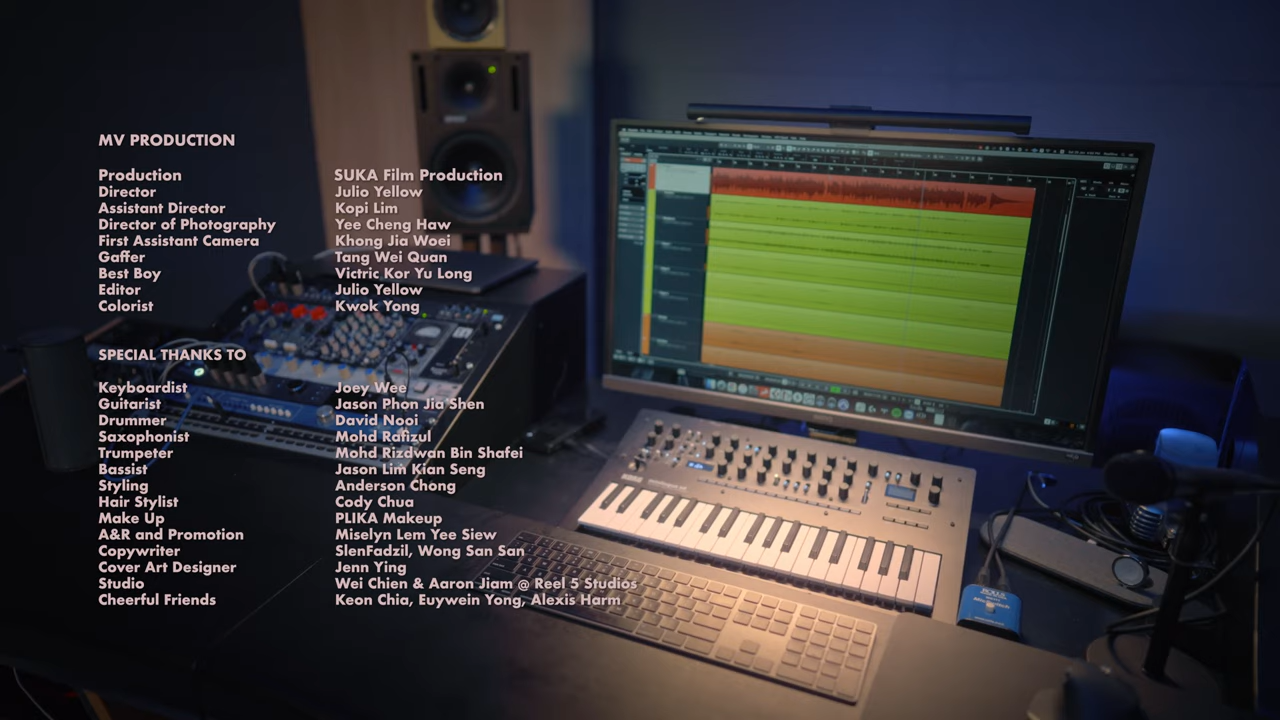 MV PRODUCTION
Production SUKA Film Production
Director Julio Yellow
Assistant Director Kopi Lim
Director of Photography Yee Cheng Haw
First Assistant Camera Khong Jia Woei
Gaffer Tang Wei Quan
Best Boy Victric Kor Yu Long
Editor Julio Yellow
Colorist Kwok Yong
SPECIAL THANKS TO
Keyboardist Joey Wee
Guitarist Jason Phon Jia Shen
Drummer David Nooi
Saxophonist Mohd Rafizul
Trumpeter Mohd Rizdwan Bin Shafei
Bassist Jason Lim Kian Seng
Styling Anderson Chong
Hair Stylist Cody Chua
Make Up PLIKA Makeup
A&R and Promotion Miselyn Lem Yee Siew
Copywriter SlenFadzil, Wong San San
Cover Art Designer Jenn Ying
Studio Wei Chien & Aaron Jiam @ Reel 5 Studios
Cheerful Friends Keon Chia, Euywein Yong, Alexis Harm